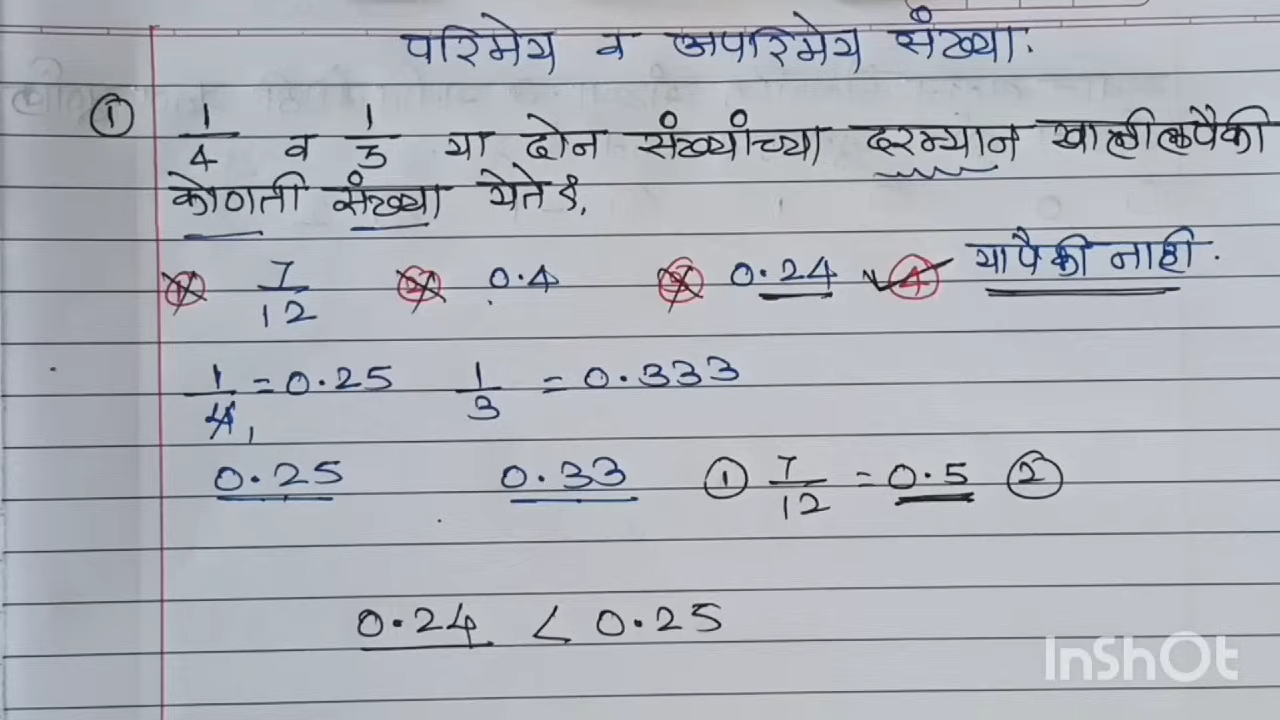 परिमेय व अपरिमेय संख्या.
① 1/4 व 1/3 या दोन संख्यांच्या दरम्यान खालीलपैकी
कोणती संख्या येते?
① 7/12 ② 0.4 ③ 0.24 ✓④ यापैकी नाही.
1/4 = 0.25 1/3 = 0.333
0.25 0.33 ① 7/12 = 0.5 ②
0.24 < 0.25
InShOt